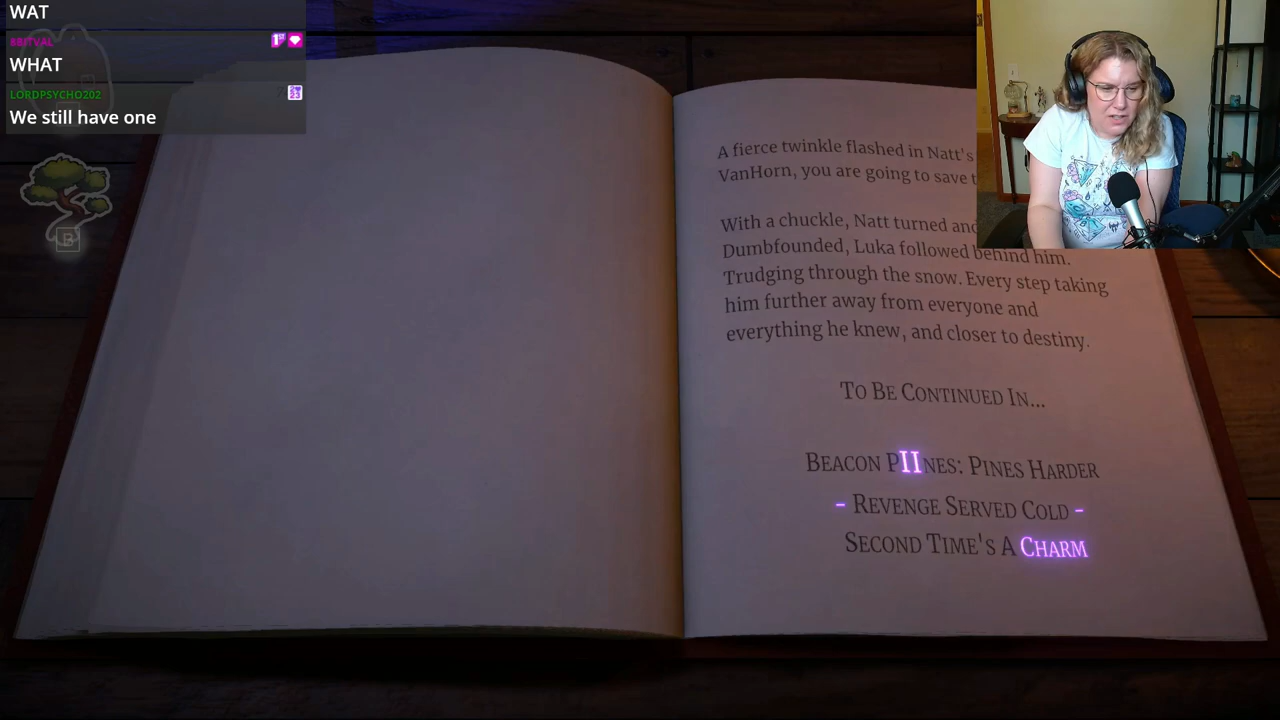 WAT
8BITVAL
WHAT
LORDPSYCHO202
23
We still have one
B
A fierce twinkle flashed in Natt's
VanHorn, you are going to save t
With a chuckle, Natt turned and
Dumbfounded, Luka followed behind him.
Trudging through the snow. Every step taking
him further away from everyone and
everything he knew, and closer to destiny.
TO BE CONTINUED IN...
BEACON PIINES: PINES HARDER
- REVENGE SERVED COLD -
SECOND TIME'S A CHARM